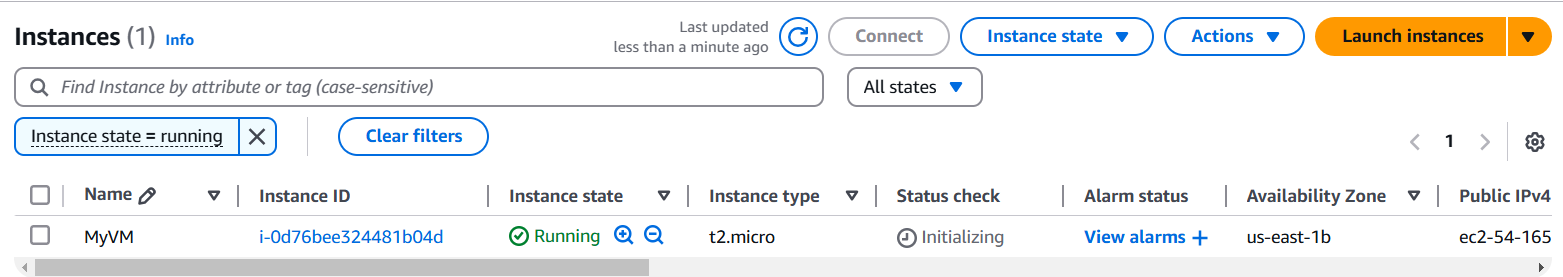 Instances (1) Info
Last updated
less than a minute ago
Connect
Instance state
Actions
Launch instances
Find Instance by attribute or tag (case-sensitive)
All states
Instance state = running
Clear filters
1
Name Instance ID Instance state Instance type Status check Alarm status Availability Zone Public IPv4
MyVM i-0d76bee324481b04d Running t2.micro Initializing View alarms + us-east-1b ec2-54-165